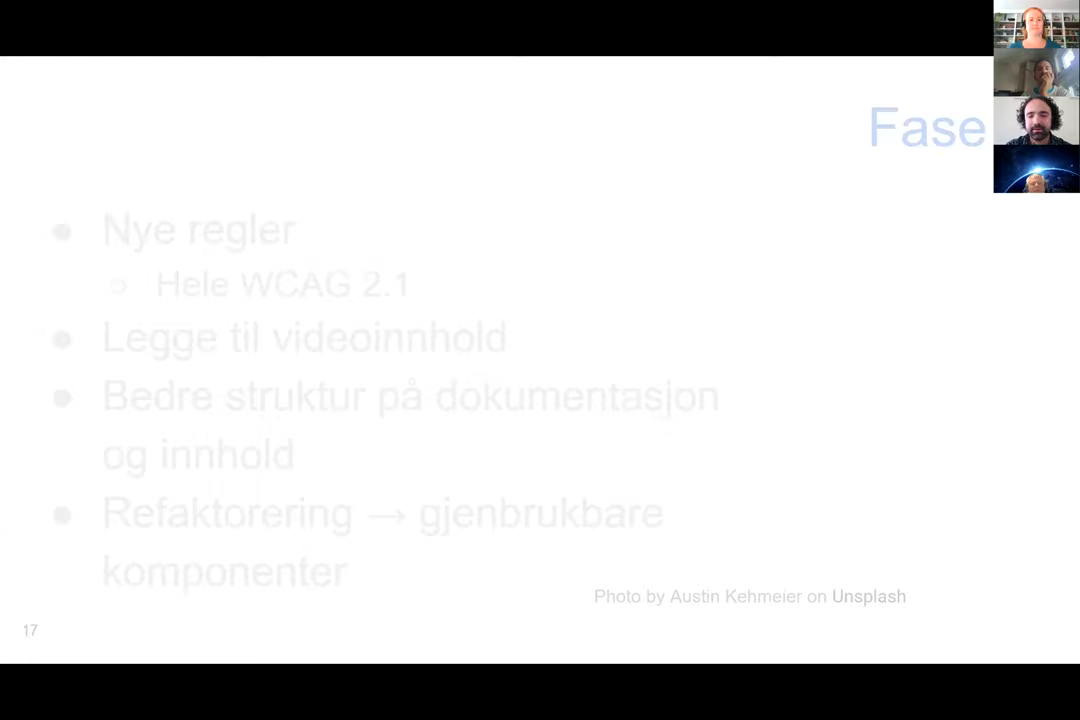 Fase
● Nye regler
○ Hele WCAG 2.1
● Legge til videoinnhold
● Bedre struktur på dokumentasjon
og innhold
● Refaktorering → gjenbrukbare
komponenter
Photo by Austin Kehmeier on Unsplash
17